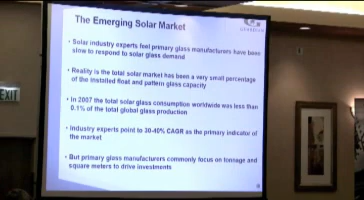 The Emerging Solar Market
• Solar industry experts feel primary glass manufacturers have been
slow to respond to solar glass demand
• Reality is the total solar market has been a very small percentage
of the installed float and pattern glass capacity
• In 2007 the total solar glass consumption worldwide was less than
0.1% of the total global glass production
• Industry experts point to 30-40% CAGR as the primary indicator of
the market
• But primary glass manufacturers commonly focus on tonnage and
square meters to drive investments
EXIT